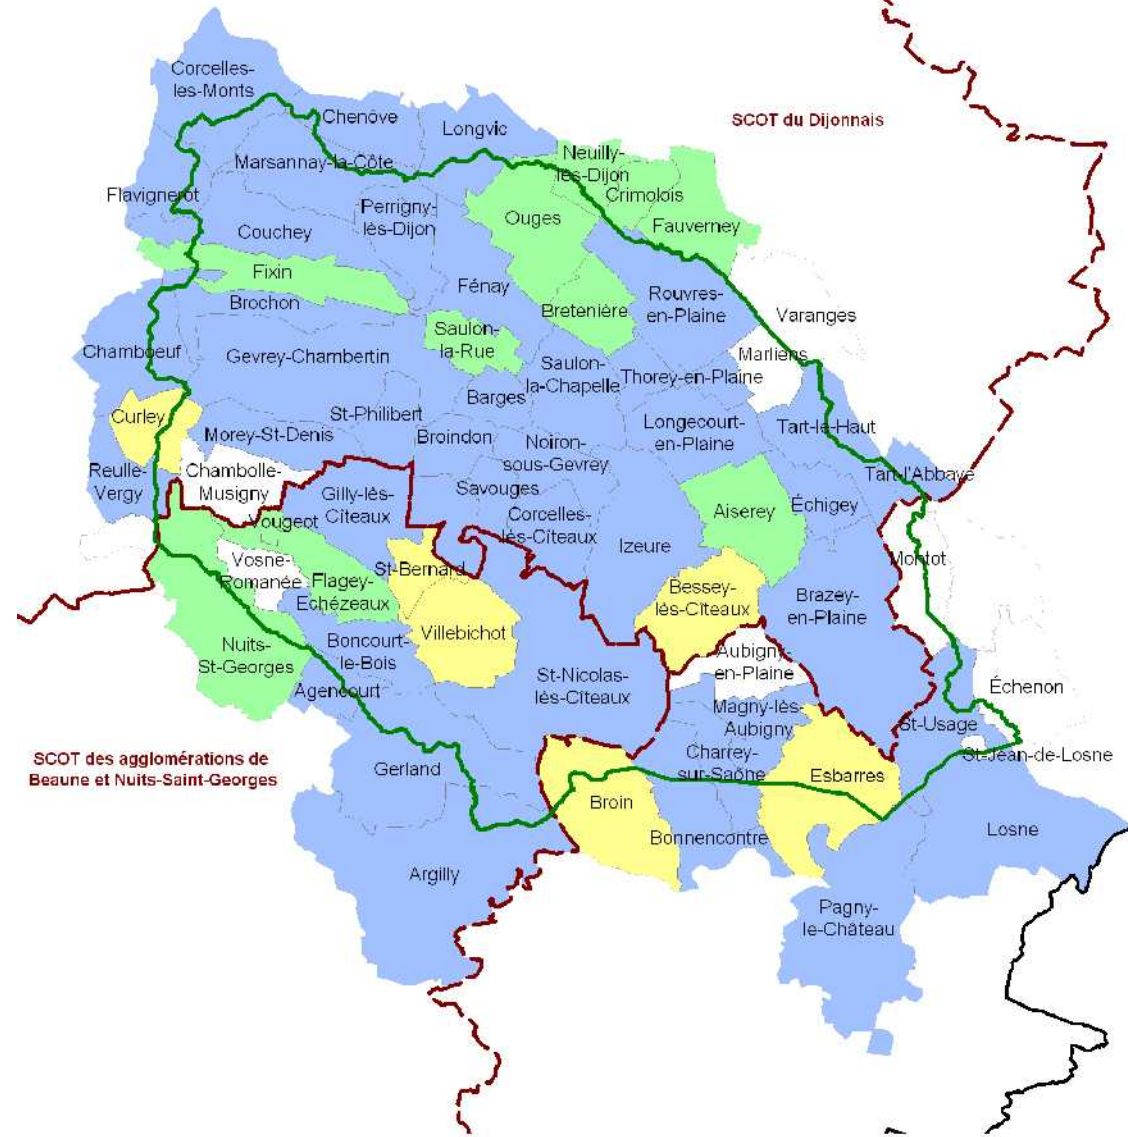 Corcelles-
les-Monts
Chenôve
Longvic
SCOT du Dijonnais
Marsannay-la-Côte
Neuilly-
lès-Dijon
Crimolois
Flavignerot
Perrigny-
lès-Dijon
Ouges
Fauverney
Couchey
Fixin
Fénay
Brochon
Bretenière
Rouvres-
en-Plaine
Varanges
Saulon-
la-Rue
Chamboeuf
Gevrey-Chambertin
Marliens
Saulon-
la-Chapelle
Thorey-en-Plaine
Barges
Curley
St-Philibert
Morey-St-Denis
Broindon
Noiron-
sous-Gevrey
Longecourt-
en-Plaine
Tart-le-Haut
Reulle-
Vergy
Chambolle-
Musigny
Tart-l'Abbaye
Gilly-lès-
Cîteaux
Savouges
Corcelles-
lès-Cîteaux
Aiserey
Échigey
Vougeot
Izeure
Montot
Vosne-
Romanée
Flagey-
Echézeaux
St-Bernard
Bessey-
lès-Cîteaux
Brazey-
en-Plaine
Villebichot
Nuits-
St-Georges
Boncourt-
le-Bois
Aubigny-
en-Plaine
St-Nicolas-
lès-Cîteaux
Agencourt
Échenon
Magny-lès-
Aubigny
St-Usage
SCOT des agglomérations de
Beaune et Nuits-Saint-Georges
Charrey-
sur-Saône
St-Jean-de-Losne
Gerland
Esbarres
Broin
Bonnencontre
Losne
Argilly
Pagny-
le-Château